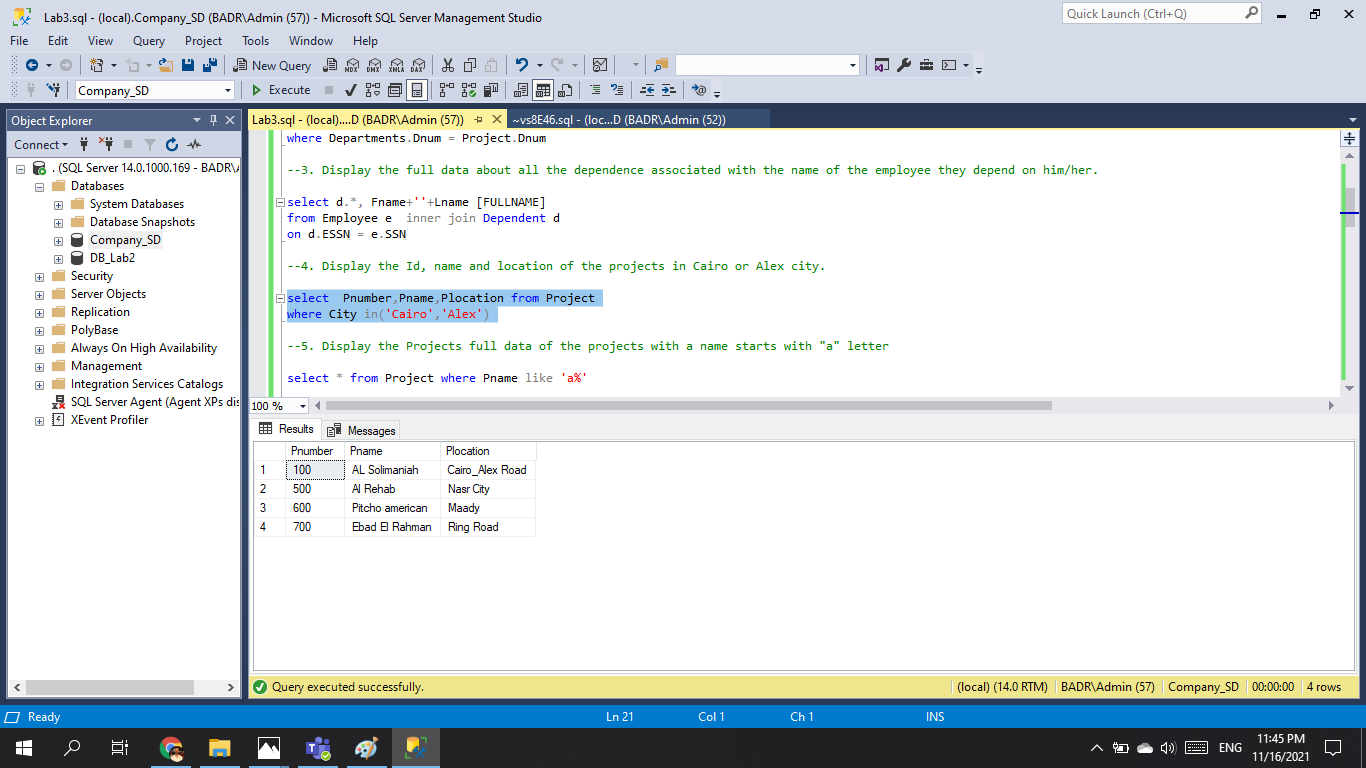 Lab3.sql - (local).Company_SD (BADR\Admin (57)) - Microsoft SQL Server Management Studio
Quick Launch (Ctrl+Q)
File Edit View Query Project Tools Window Help
New Query
MDX DMX XMLA DAX
Company_SD
Execute
Object Explorer
Lab3.sql - (local)....D (BADR\Admin (57))
~vs8E46.sql - (loc...D (BADR\Admin (52))
Connect
. (SQL Server 14.0.1000.169 - BADR\A
Databases
System Databases
Database Snapshots
Company_SD
DB_Lab2
Security
Server Objects
Replication
PolyBase
Always On High Availability
Management
Integration Services Catalogs
SQL Server Agent (Agent XPs dis
XEvent Profiler
where Departments.Dnum = Project.Dnum
--3. Display the full data about all the dependence associated with the name of the employee they depend on him/her.
select d.*, Fname+''+Lname [FULLNAME]
from Employee e  inner join Dependent d
on d.ESSN = e.SSN
--4. Display the Id, name and location of the projects in Cairo or Alex city.
select  Pnumber,Pname,Plocation from Project
where City in('Cairo','Alex')
--5. Display the Projects full data of the projects with a name starts with "a" letter
select * from Project where Pname like 'a%'
100 %
Results Messages
Pnumber Pname Plocation
1 100 AL Solimaniah Cairo_Alex Road
2 500 Al Rehab Nasr City
3 600 Pitcho american Maady
4 700 Ebad El Rahman Ring Road
Query executed successfully.
(local) (14.0 RTM) BADR\Admin (57) Company_SD 00:00:00 4 rows
Ready Ln 21 Col 1 Ch 1 INS
ENG
11:45 PM
11/16/2021